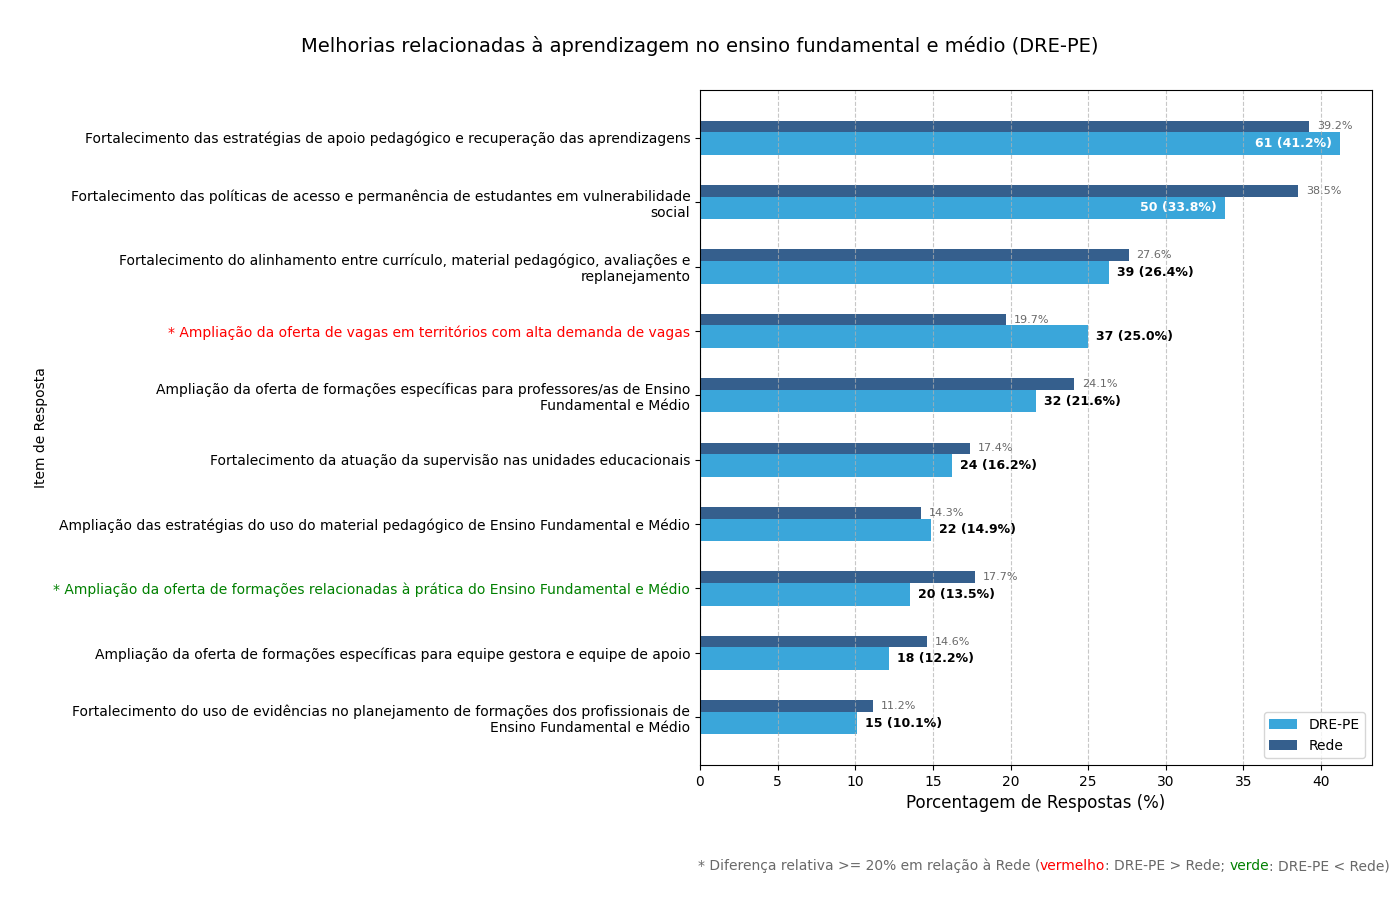 Melhorias relacionadas à aprendizagem no ensino fundamental e médio (DRE-PE)
Item de Resposta
Fortalecimento das estratégias de apoio pedagógico e recuperação das aprendizagens
39.2%
61 (41.2%)
Fortalecimento das políticas de acesso e permanência de estudantes em vulnerabilidade
social
38.5%
50 (33.8%)
Fortalecimento do alinhamento entre currículo, material pedagógico, avaliações e
replanejamento
27.6%
39 (26.4%)
* Ampliação da oferta de vagas em territórios com alta demanda de vagas
19.7%
37 (25.0%)
Ampliação da oferta de formações específicas para professores/as de Ensino
Fundamental e Médio
24.1%
32 (21.6%)
Fortalecimento da atuação da supervisão nas unidades educacionais
17.4%
24 (16.2%)
Ampliação das estratégias do uso do material pedagógico de Ensino Fundamental e Médio
14.3%
22 (14.9%)
* Ampliação da oferta de formações relacionadas à prática do Ensino Fundamental e Médio
17.7%
20 (13.5%)
Ampliação da oferta de formações específicas para equipe gestora e equipe de apoio
14.6%
18 (12.2%)
Fortalecimento do uso de evidências no planejamento de formações dos profissionais de
Ensino Fundamental e Médio
11.2%
15 (10.1%)
DRE-PE
Rede
0 5 10 15 20 25 30 35 40
Porcentagem de Respostas (%)
* Diferença relativa >= 20% em relação à Rede (vermelho: DRE-PE > Rede; verde: DRE-PE < Rede)